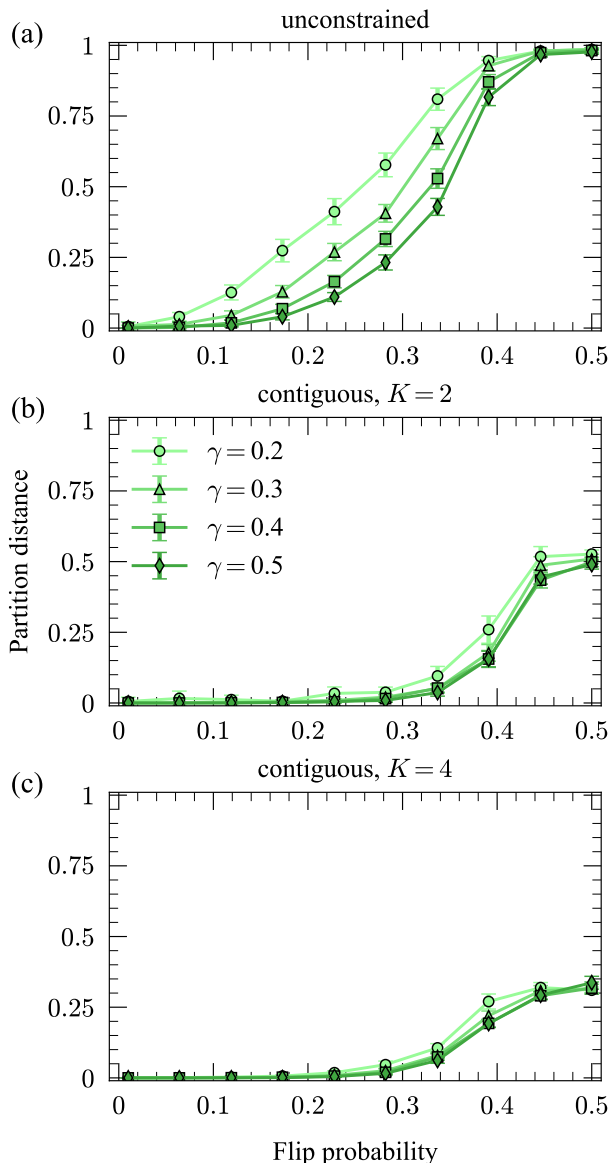 (a)
unconstrained
1
0.75
0.5
0.25
0
0 0.1 0.2 0.3 0.4 0.5
(b)
contiguous, K = 2
1
0.75
0.5
0.25
0
γ = 0.2
γ = 0.3
γ = 0.4
γ = 0.5
Partition distance
0 0.1 0.2 0.3 0.4 0.5
(c)
contiguous, K = 4
1
0.75
0.5
0.25
0
0 0.1 0.2 0.3 0.4 0.5
Flip probability